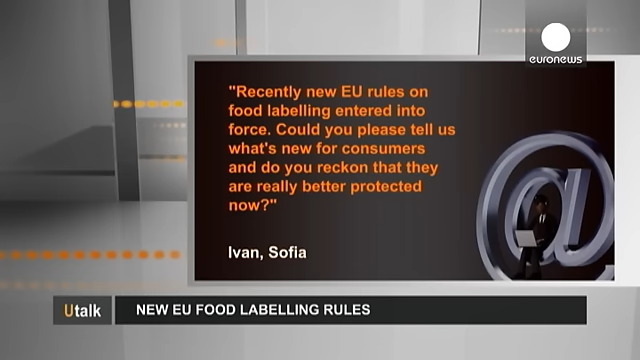 euronews
"Recently new EU rules on
food labelling entered into
force. Could you please tell us
what's new for consumers
and do you reckon that they
are really better protected
now?"
Ivan, Sofia
Utalk
NEW EU FOOD LABELLING RULES